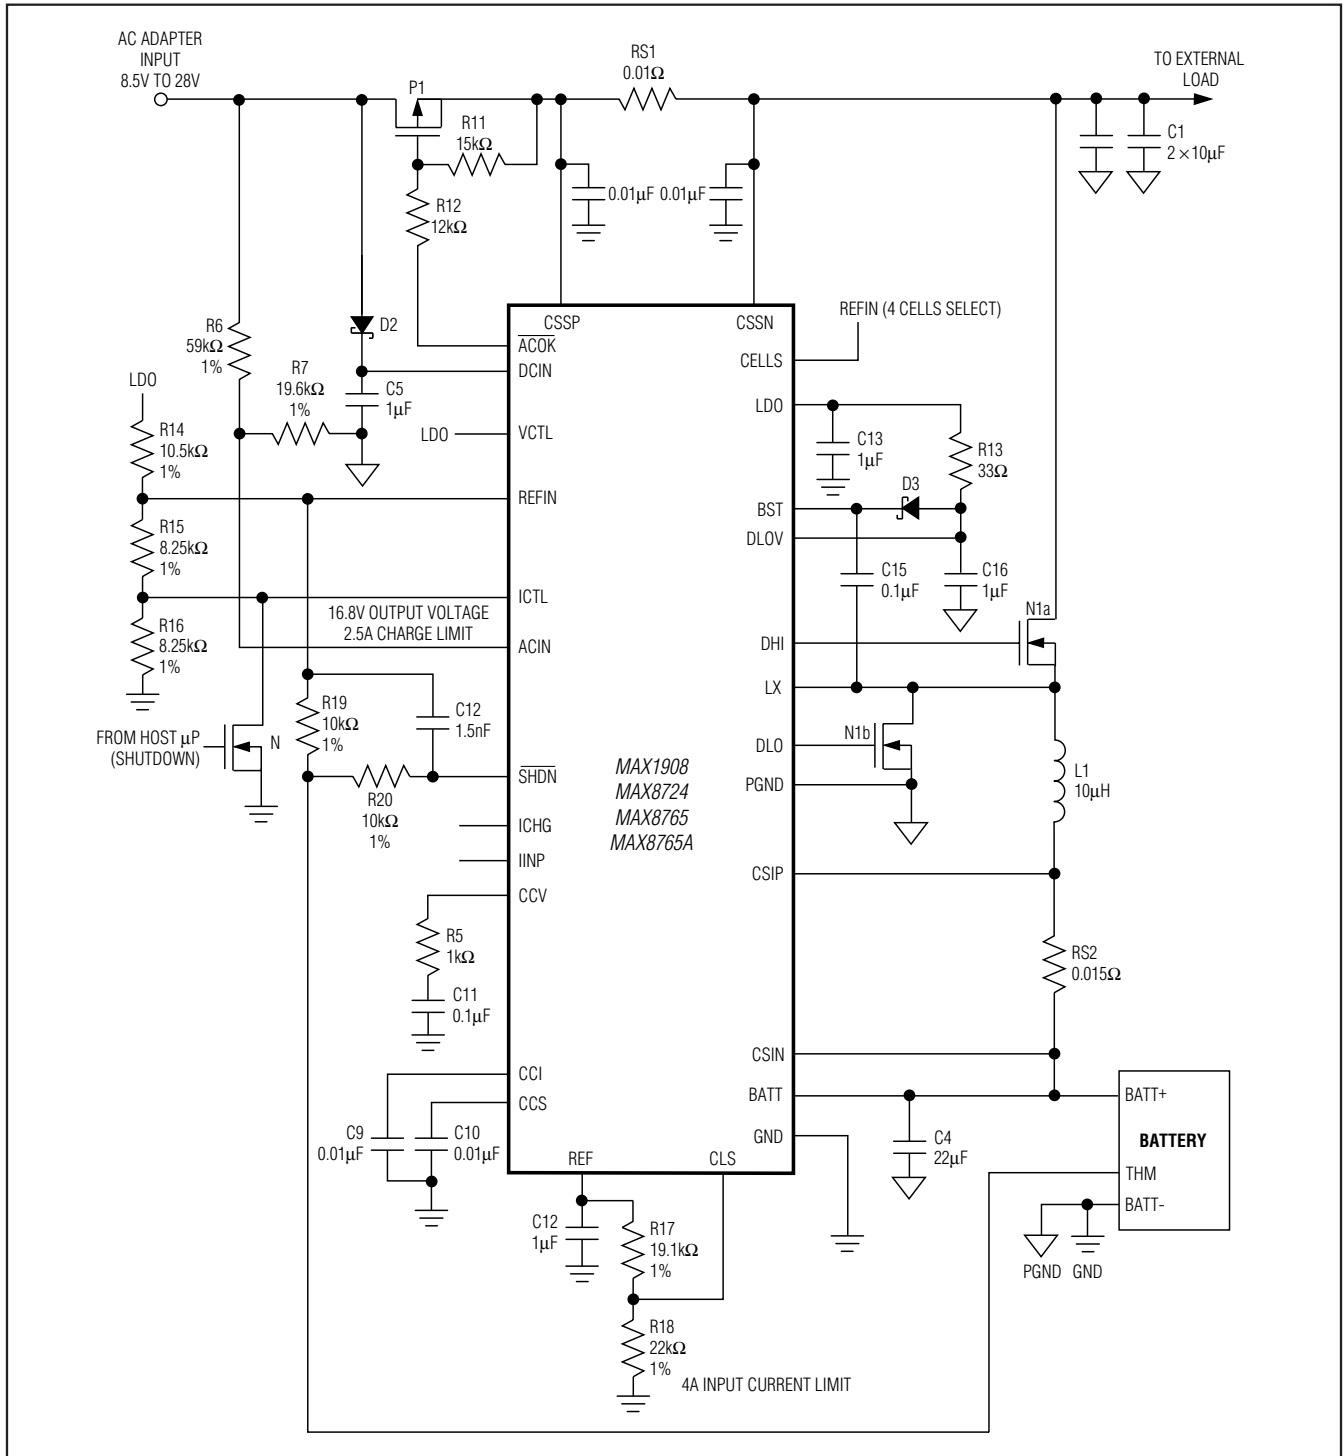 AC ADAPTER
INPUT
8.5V TO 28V
P1
RS1
0.01Ω
TO EXTERNAL
LOAD
R11
15kΩ
C1
2 ×10μF
R12
12kΩ
0.01μF
0.01μF
R6
59kΩ
1%
D2
CSSP
CSSN
REFIN (4 CELLS SELECT)
ACOK
CELLS
LDO
R7
19.6kΩ
1%
DCIN
C5
1μF
LDO
R14
10.5kΩ
1%
LDO
VCTL
C13
1μF
R13
33Ω
REFIN
D3
BST
DLOV
R15
8.25kΩ
1%
C15
0.1μF
C16
1μF
ICTL
16.8V OUTPUT VOLTAGE
2.5A CHARGE LIMIT
N1a
R16
8.25kΩ
1%
ACIN
DHI
LX
R19
10kΩ
1%
C12
1.5nF
FROM HOST μP
(SHUTDOWN)
N
N1b
DLO
SHDN
MAX1908
MAX8724
MAX8765
MAX8765A
PGND
L1
10μH
R20
10kΩ
1%
ICHG
IINP
CSIP
CCV
R5
1kΩ
RS2
0.015Ω
C11
0.1μF
CSIN
CCI
CCS
BATT
BATT+
C9
0.01μF
C10
0.01μF
GND
C4
22μF
BATTERY
REF
CLS
THM
BATT-
C12
1μF
R17
19.1kΩ
1%
PGND
GND
R18
22kΩ
1%
4A INPUT CURRENT LIMIT